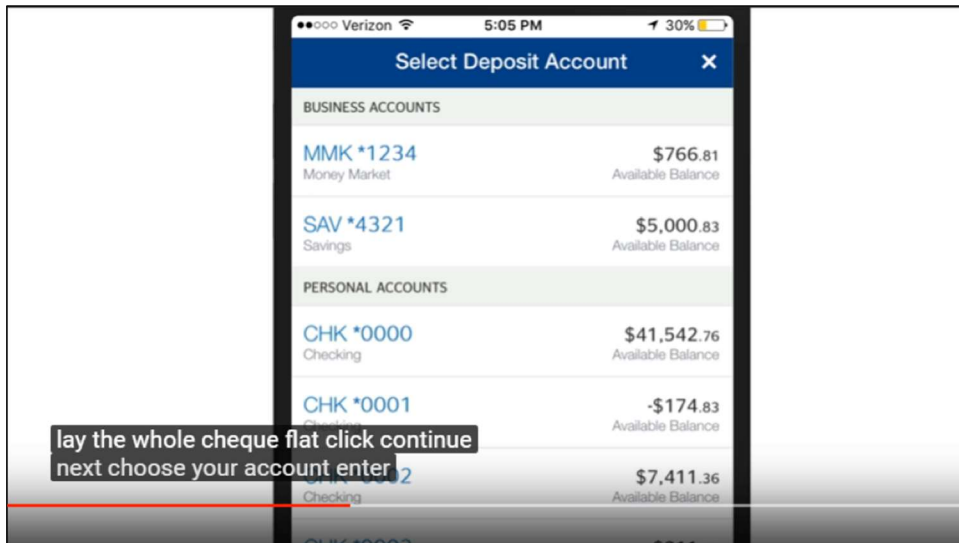 Verizon 5:05 PM 30%
Select Deposit Account ×
BUSINESS ACCOUNTS
MMK *1234 $766.81
Money Market Available Balance
SAV *4321 $5,000.83
Savings Available Balance
PERSONAL ACCOUNTS
CHK *0000 $41,542.76
Checking Available Balance
CHK *0001 -$174.83
Checking Available Balance
lay the whole cheque flat click continue
next choose your account enter
$7,411.36
Checking Available Balance